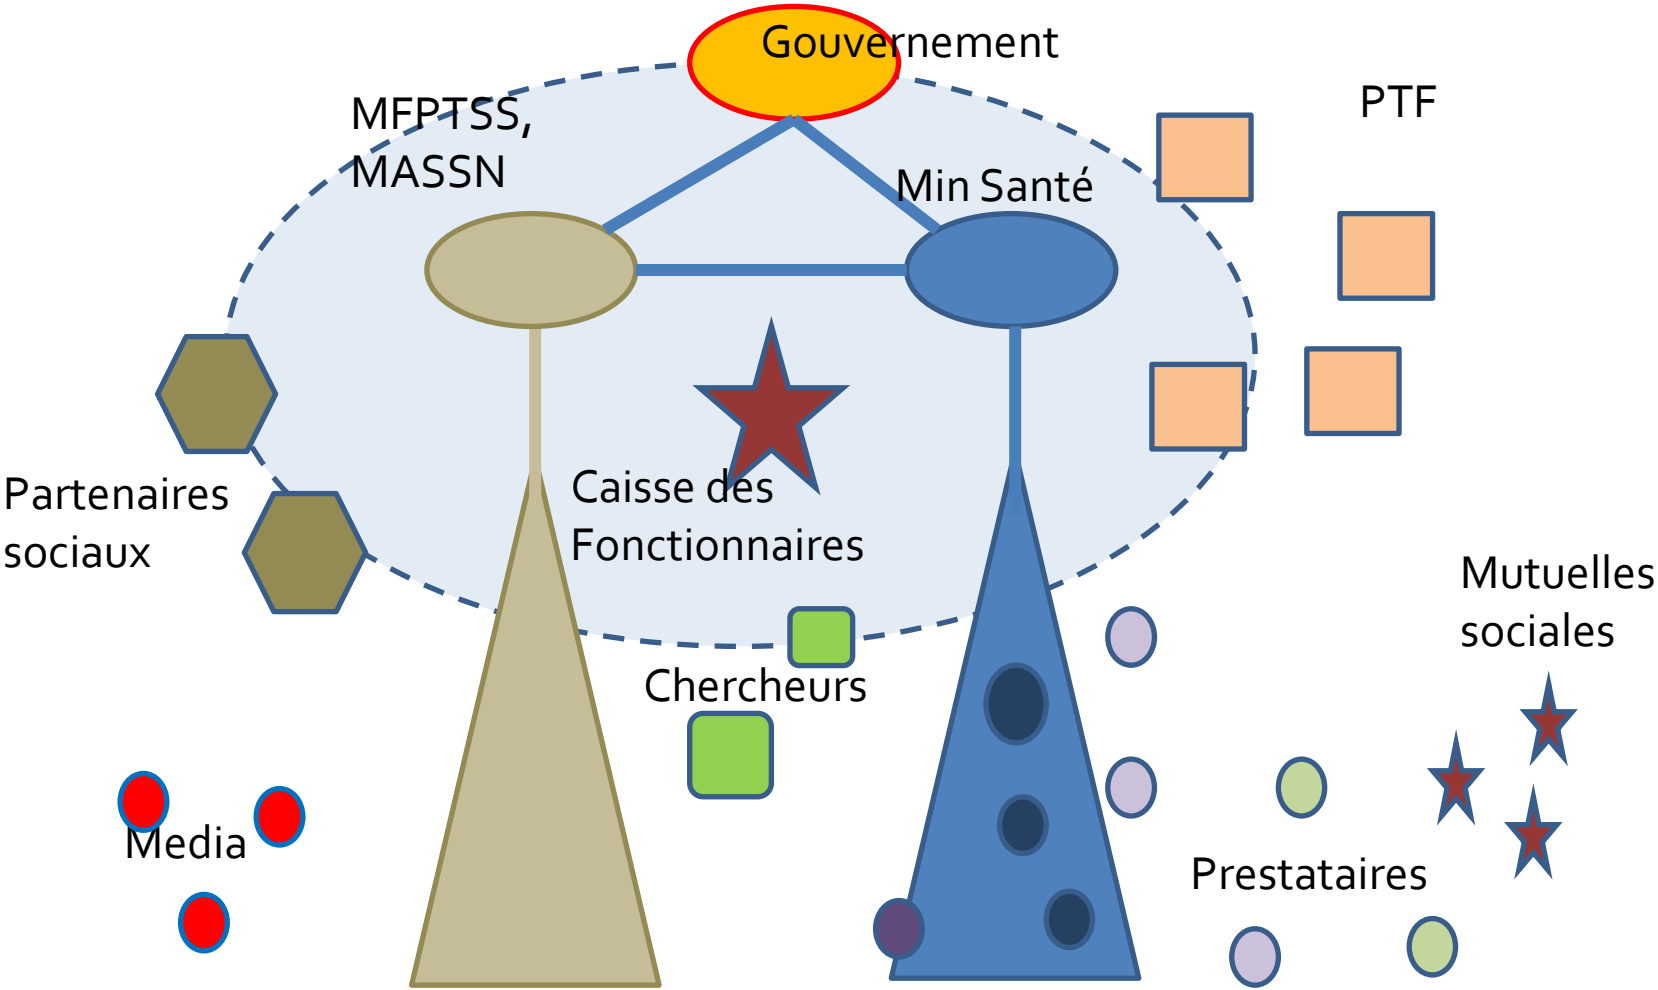 Gouvernement
MFPTSS,
MASSN
PTF
Min Santé
Caisse des
Fonctionnaires
Partenaires
sociaux
Mutuelles
sociales
Chercheurs
Media
Prestataires